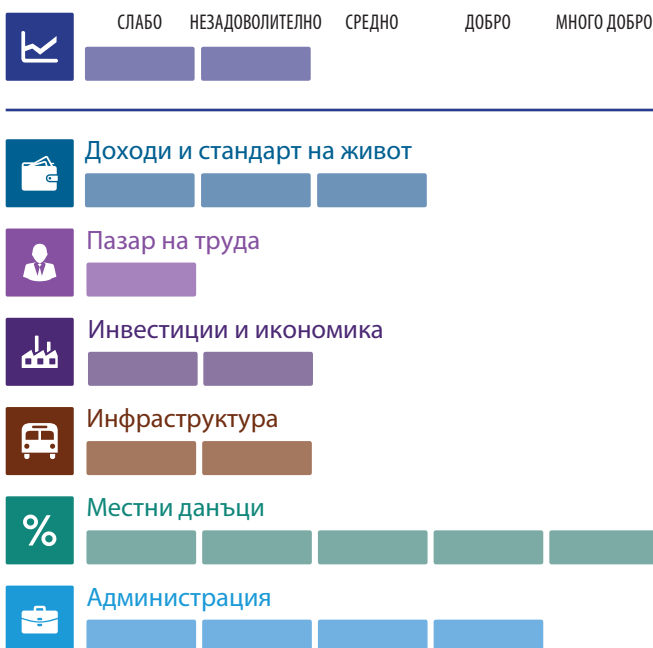 СЛАБО НЕЗАДОВОЛИТЕЛНО СРЕДНО ДОБРО МНОГО ДОБРО
Доходи и стандарт на живот
Пазар на труда
Инвестиции и икономика
Инфраструктура
Местни данъци
%
Администрация